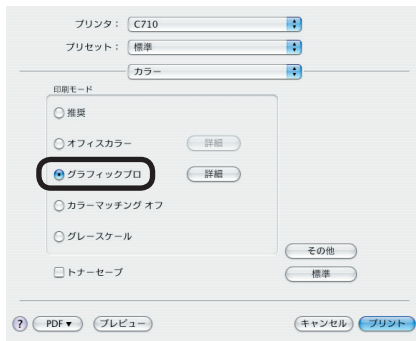 プリンタ： C710
プリセット： 標準
カラー
印刷モード
推奨
オフィスカラー 詳細
グラフィックプロ 詳細
カラーマッチング オフ
グレースケール
その他
トナーセーブ 標準
? PDF▼ プレビュー キャンセル プリント